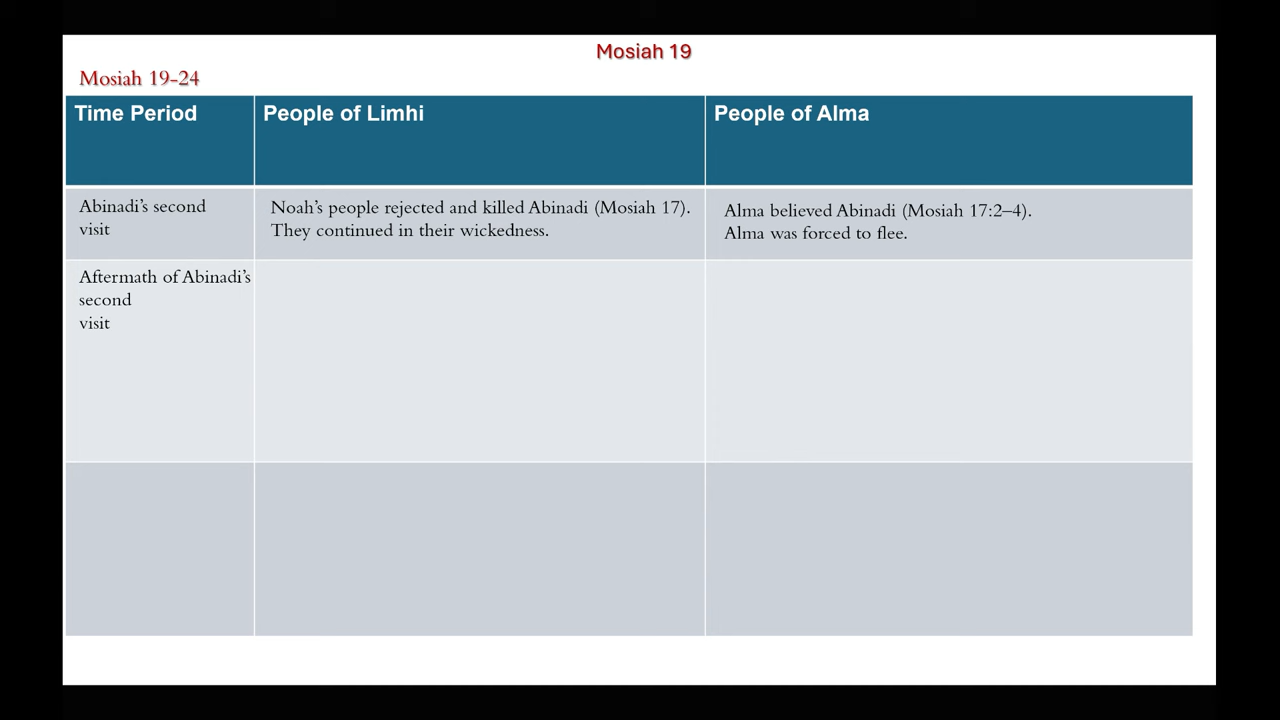 Mosiah 19
Mosiah 19-24
Time Period
People of Limhi
People of Alma
Abinadi’s second
visit
Noah’s people rejected and killed Abinadi (Mosiah 17).
They continued in their wickedness.
Alma believed Abinadi (Mosiah 17:2–4).
Alma was forced to flee.
Aftermath of Abinadi’s
second
visit